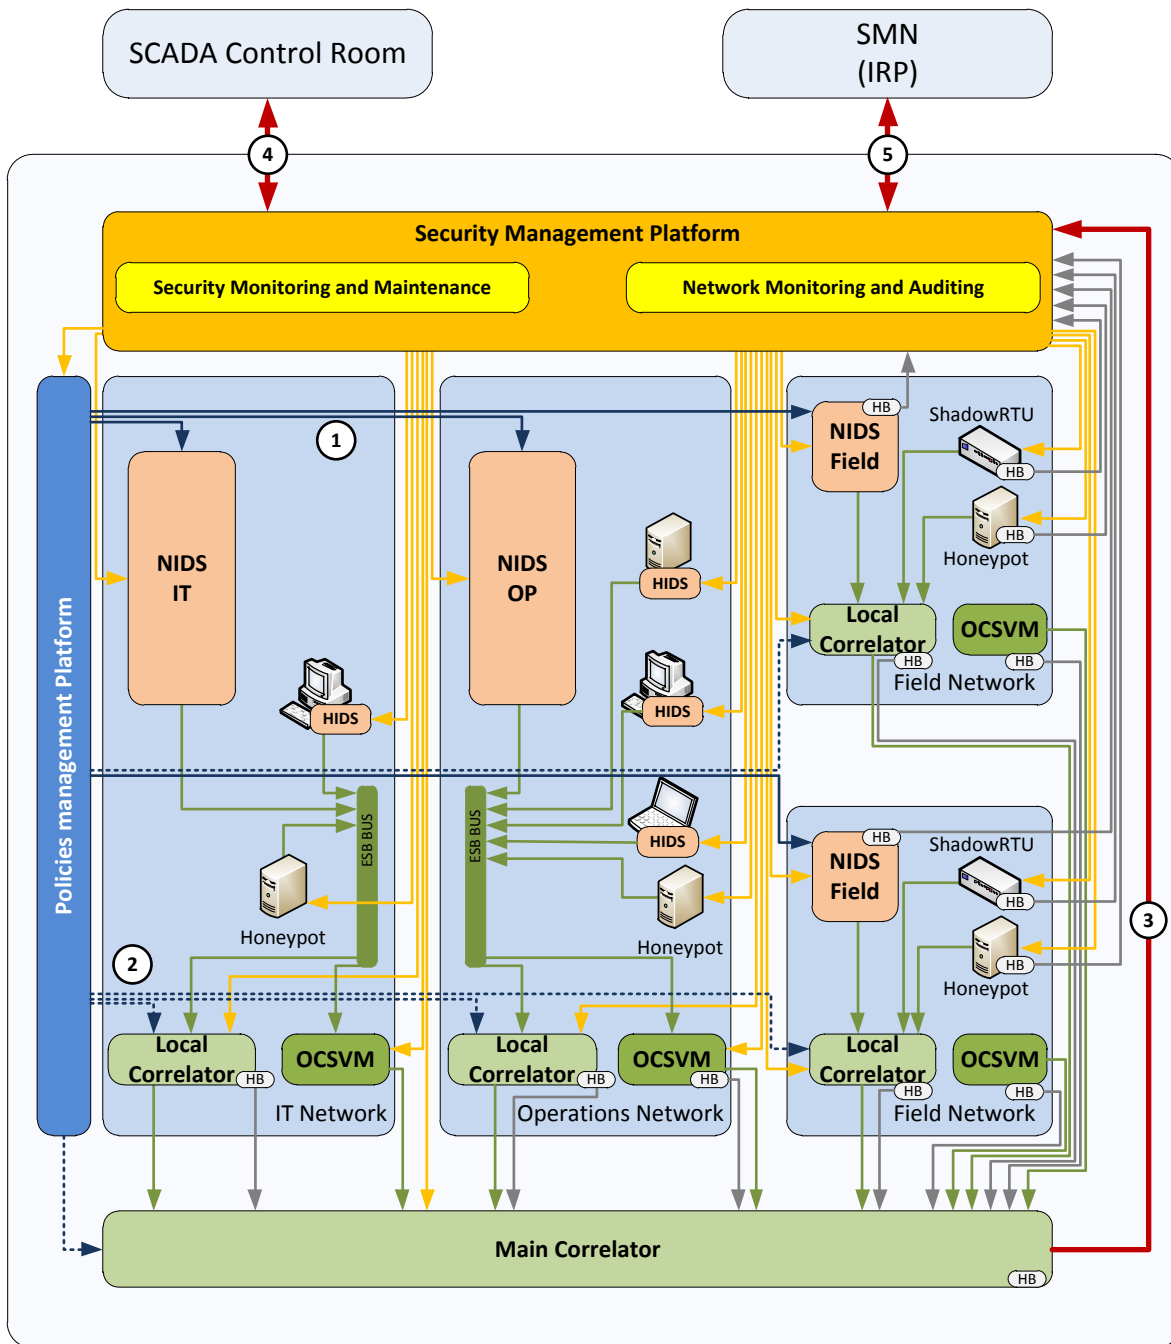 SCADA Control Room
SMN
(IRP)
4
5
Security Management Platform
Security Monitoring and Maintenance
Network Monitoring and Auditing
Policies management Platform
1
NIDS
IT
HIDS
ESB BUS
Honeypot
2
Local
Correlator
HB
OCSVM
IT Network
NIDS
OP
HIDS
HIDS
HIDS
ESB BUS
Honeypot
Local
Correlator
HB
OCSVM
HB
Operations Network
HB
NIDS
Field
ShadowRTU
HB
HB
Honeypot
Local
Correlator
HB
OCSVM
HB
Field Network
HB
NIDS
Field
ShadowRTU
HB
HB
Honeypot
Local
Correlator
HB
OCSVM
HB
Field Network
3
Main Correlator
HB